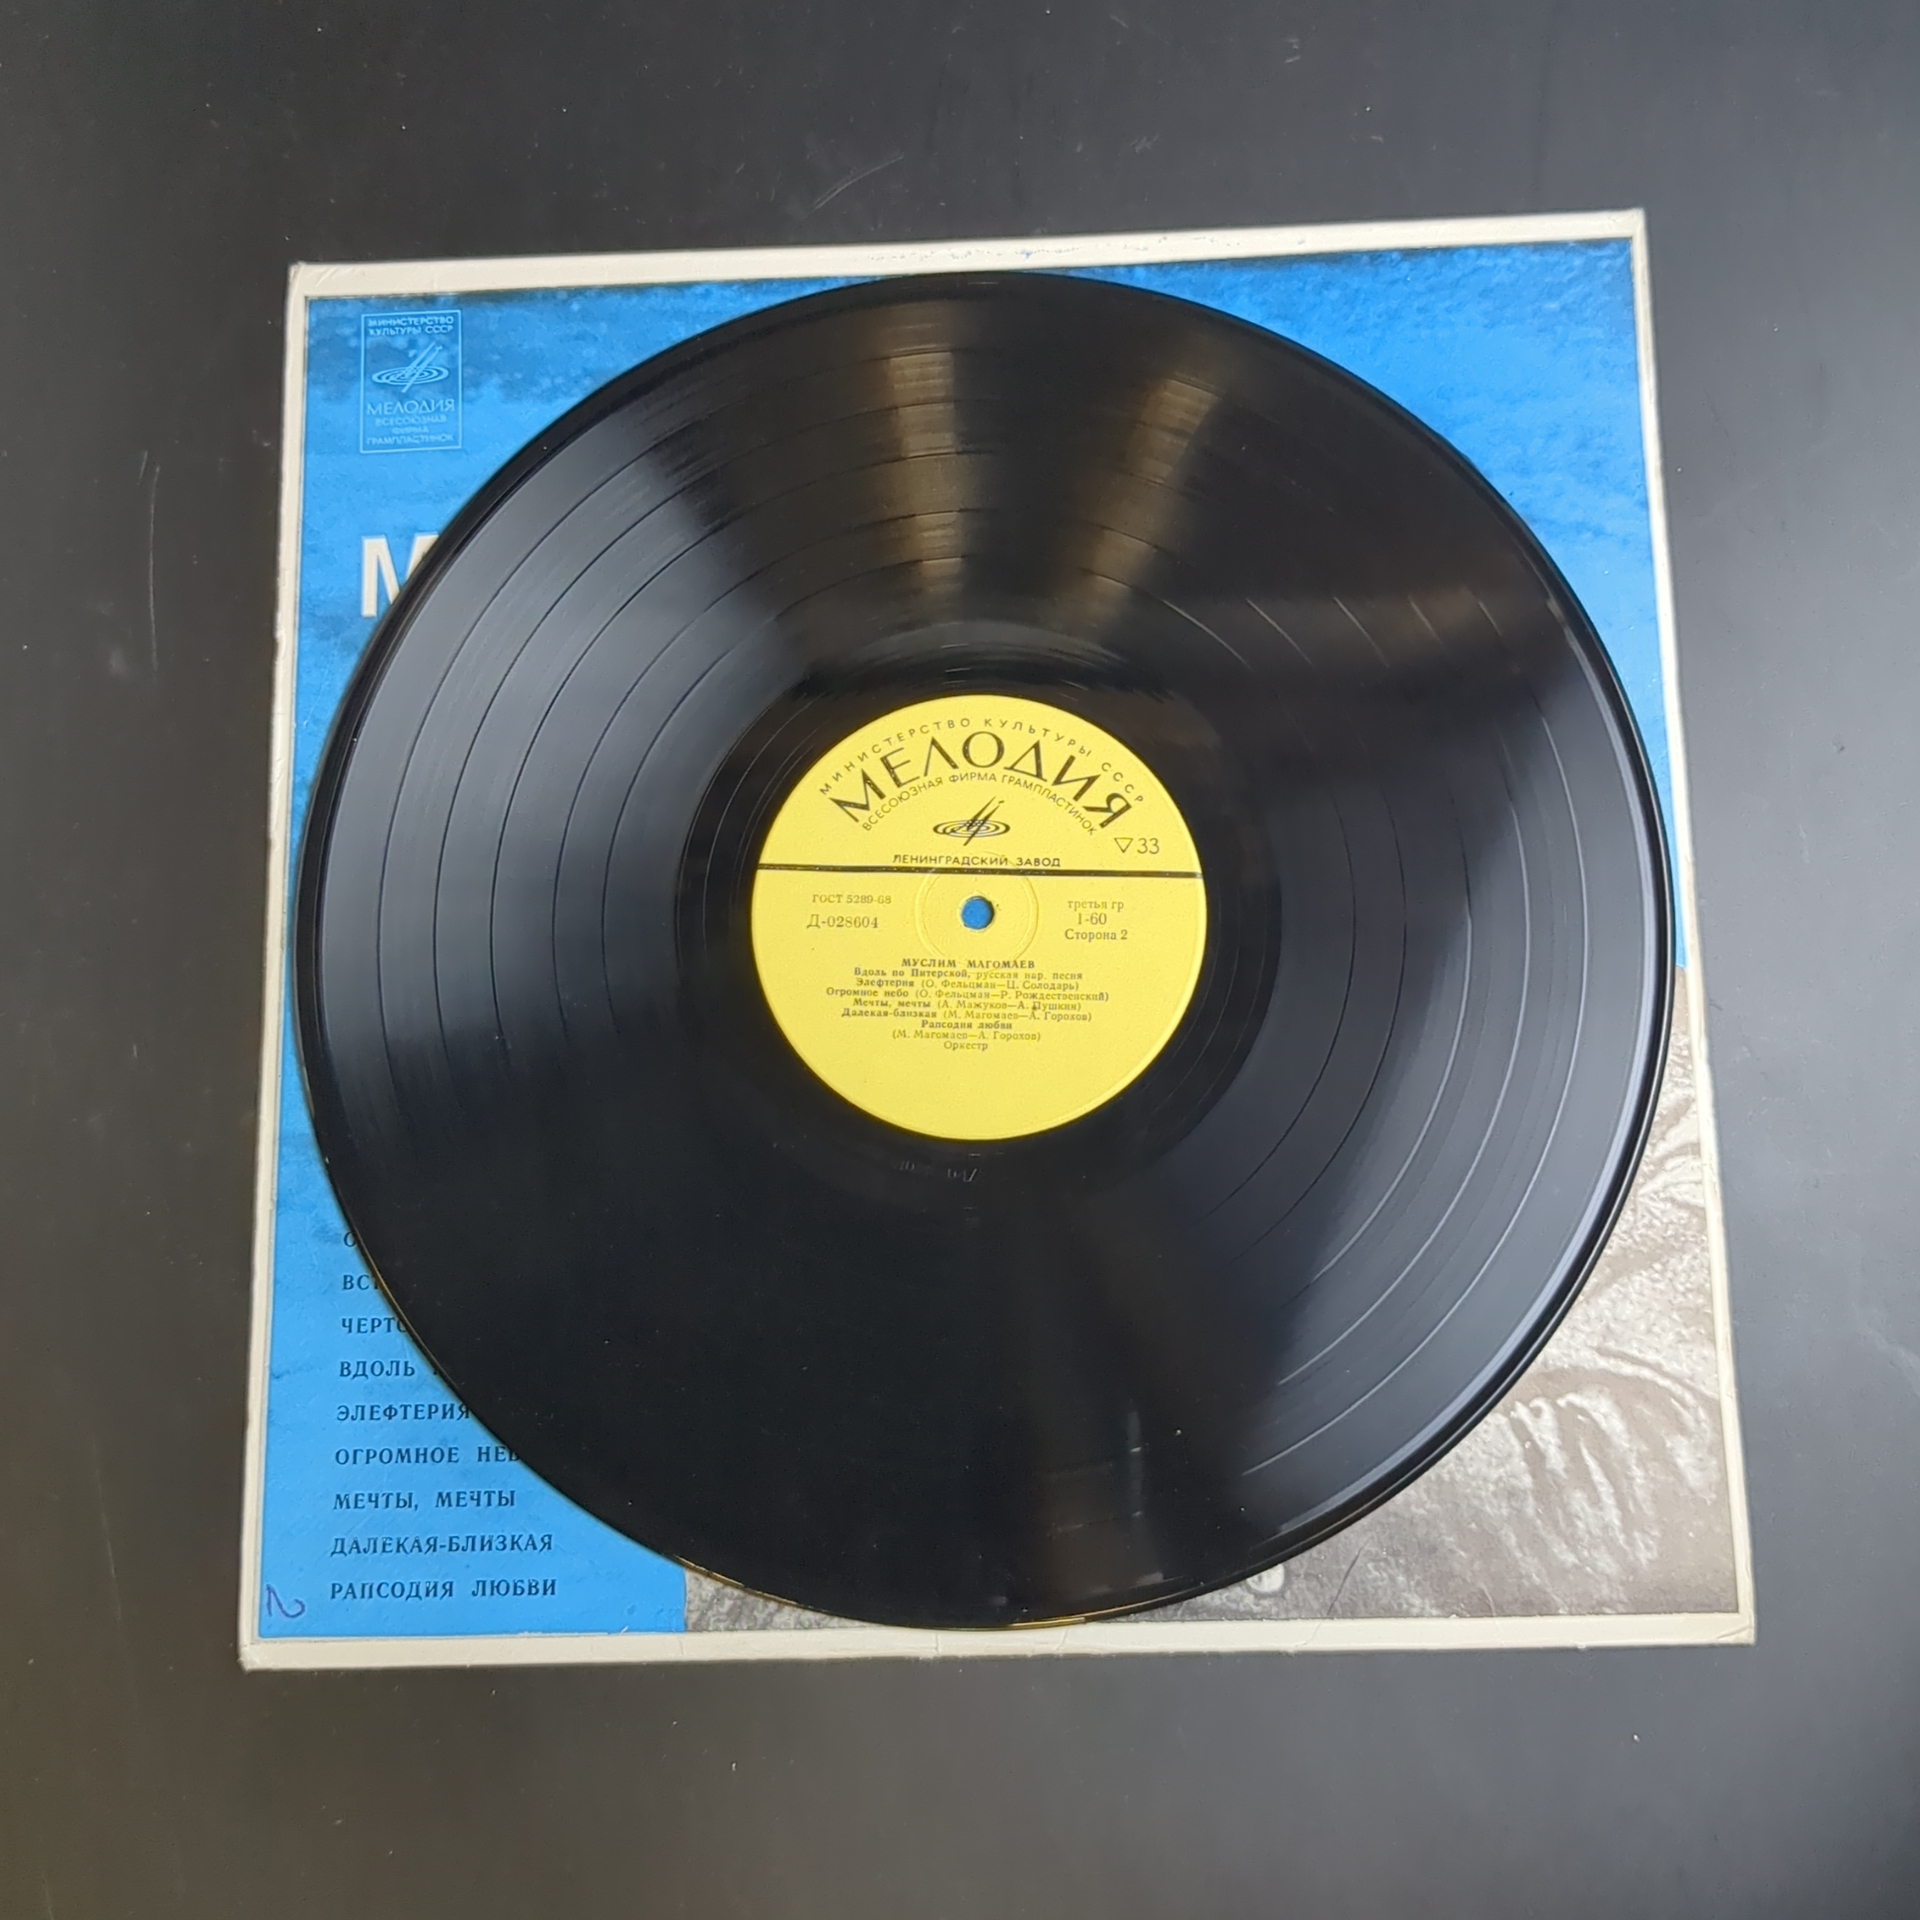 МИНИСТЕРСТВО
КУЛЬТУРЫ СССР
МЕЛОДИЯ
ВСЕСОЮЗНАЯ
ФИРМА
ГРАМПЛАСТИНОК
М
МИНИСТЕРСТВО КУЛЬТУРЫ СССР
МЕЛОДИЯ
ВСЕСОЮЗНАЯ ФИРМА ГРАМПЛАСТИНОК
33
ЛЕНИНГРАДСКИЙ ЗАВОД
ГОСТ 5289-68
Д-028604
третья гр
1-60
Сторона 2
МУСЛИМ МАГОМАЕВ
Вдоль по Питерской, русская нар. песня
Элефтерия (О. Фельцман—Ц. Солодарь)
Огромное небо (О. Фельцман—Р. Рождественский)
Мечты, мечты (А. Мажуков—А. Пушкин)
Далекая-близкая (М. Магомаев—А. Горохов)
Рапсодия любви
(М. Магомаев—А. Горохов)
Оркестр
ВДОЛЬ
ЭЛЕФТЕРИЯ
ОГРОМНОЕ НЕБ
МЕЧТЫ, МЕЧТЫ
ДАЛЕКАЯ-БЛИЗКАЯ
РАПСОДИЯ ЛЮБВИ